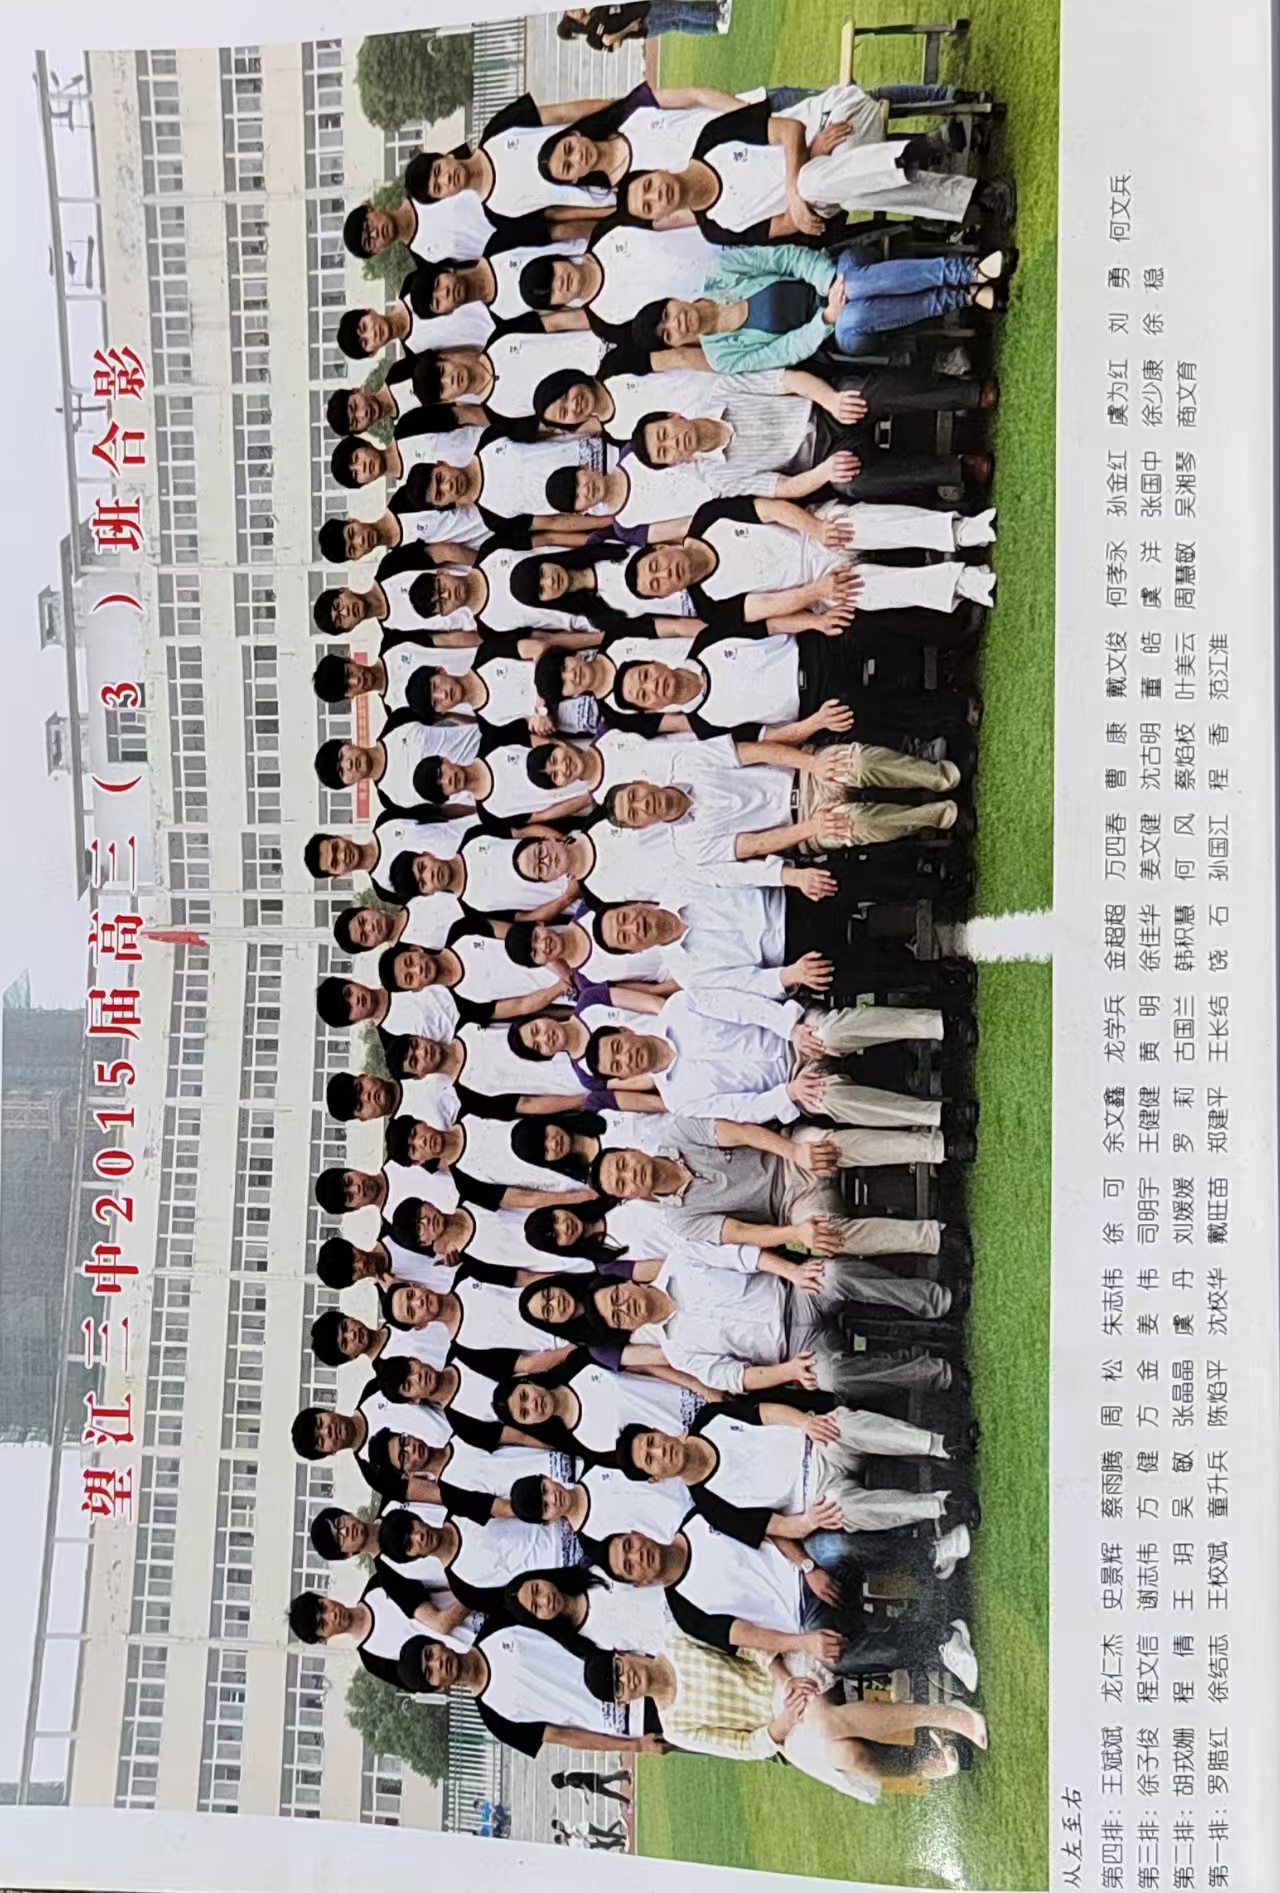 望江三中2015届高三（ 3 ）班合影
从左至右
第四排：王斌斌 龙仁杰 史景辉 蔡雨腾 周 松 朱志伟 徐 可 余文鑫 龙学兵 金超超 万四春 曹 康 戴文俊 何孝永 孙金红 虞为红 刘 勇 何文兵
第三排：徐子俊 程文信 谢志伟 方 健 方 金 姜 伟 司明宇 王健健 黄 明 徐佳华 姜文健 沈古明 董 皓 虞 洋 张国中 徐少康 徐 稳
第二排：胡戎姗 程 倩 王 玥 吴 敏 张晶晶 虞 丹 刘媛媛 罗 莉 古国兰 韩积慧 何 风 蔡焰枝 叶美云 周慧敏 吴湘琴 商文育
第一排：罗腊红 徐结志 王校斌 童升兵 陈焰平 沈校华 戴旺苗 郑建平 王长结 饶 石 孙国江 程 香 范江淮